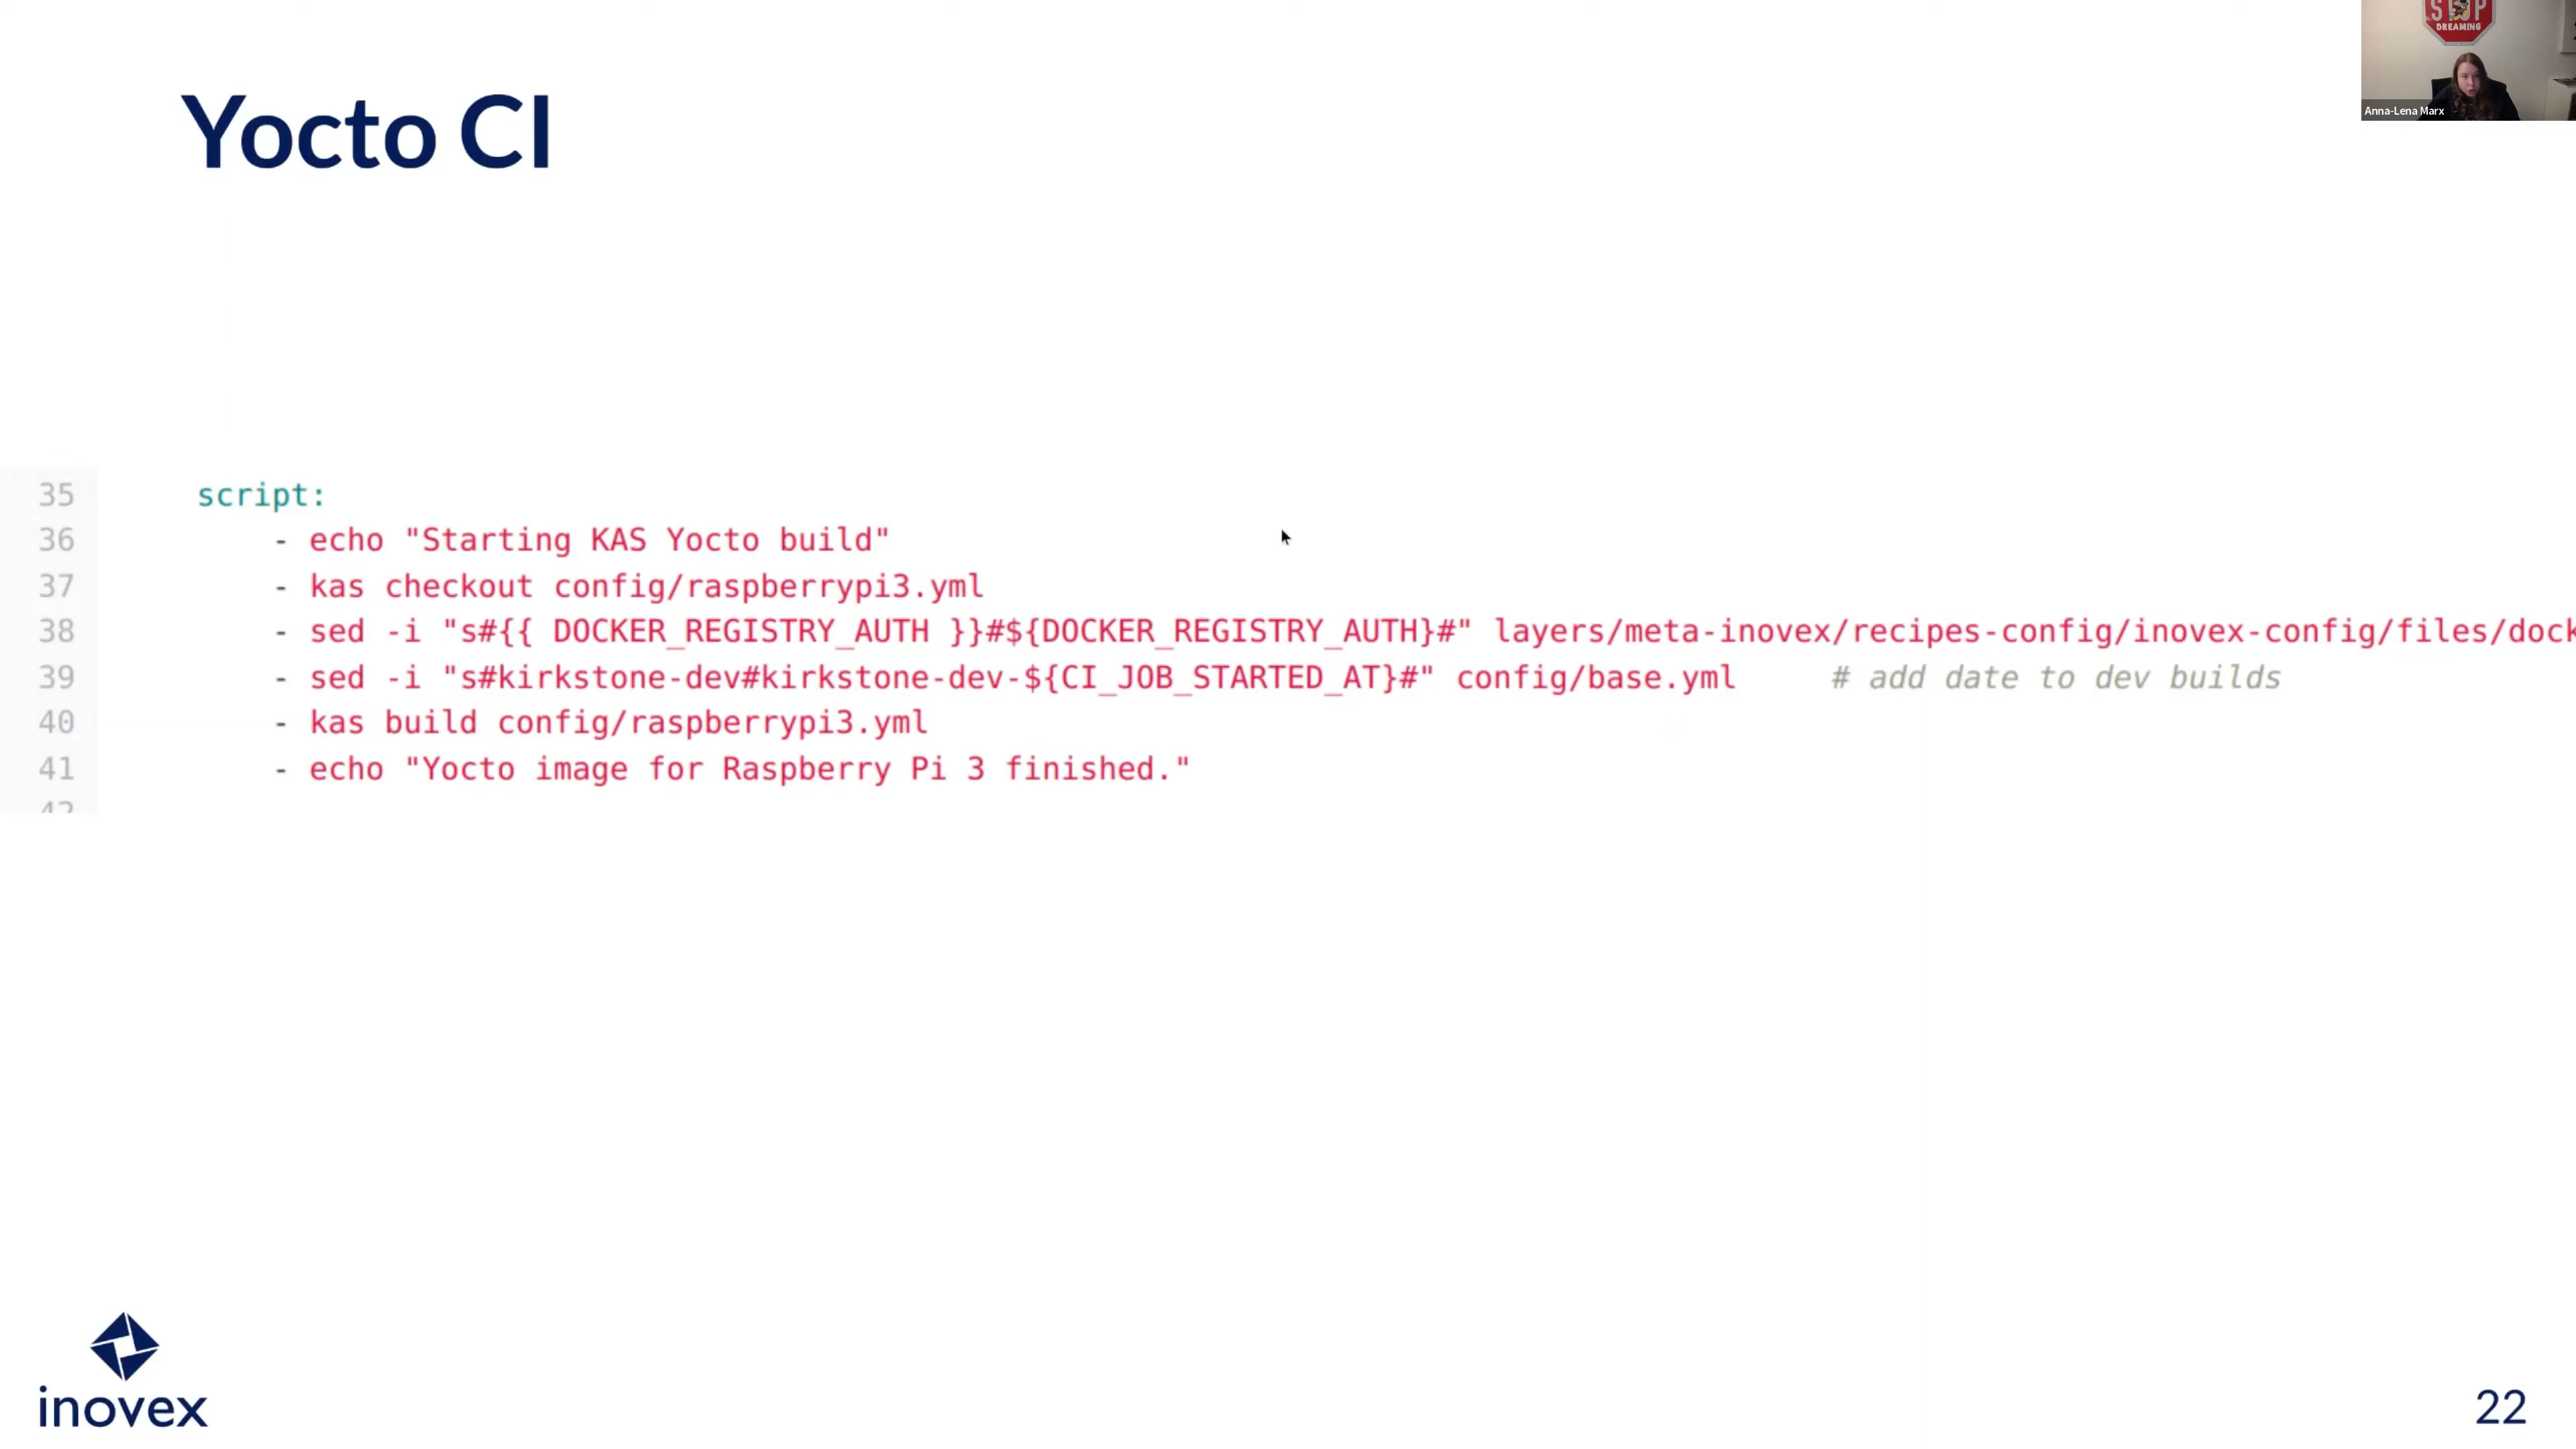 STOP
DREAMING
Anna-Lena Marx
Yocto CI
35 script:
36 - echo "Starting KAS Yocto build"
37 - kas checkout config/raspberrypi3.yml
38 - sed -i "s#{{ DOCKER_REGISTRY_AUTH }}#${DOCKER_REGISTRY_AUTH}#" layers/meta-inovex/recipes-config/inovex-config/files/dock
39 - sed -i "s#kirkstone-dev#kirkstone-dev-${CI_JOB_STARTED_AT}#" config/base.yml # add date to dev builds
40 - kas build config/raspberrypi3.yml
41 - echo "Yocto image for Raspberry Pi 3 finished."
42
inovex
22